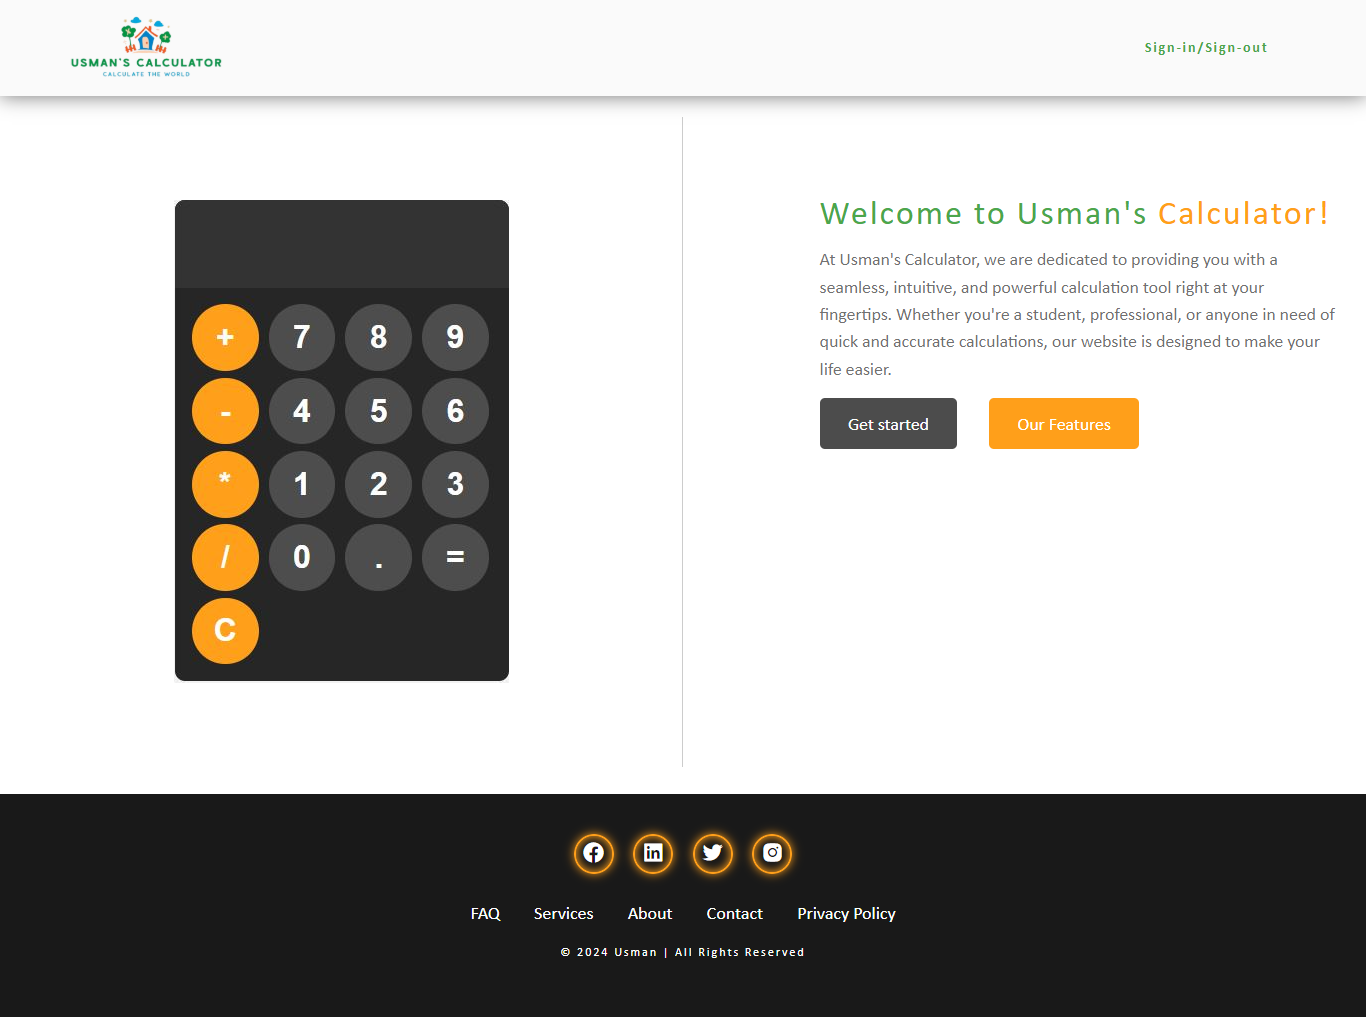 USMAN'S CALCULATOR
CALCULATE THE WORLD
Sign-in/Sign-out
+ 7 8 9
- 4 5 6
* 1 2 3
/ 0 . =
C
Welcome to Usman's Calculator!
At Usman's Calculator, we are dedicated to providing you with a
seamless, intuitive, and powerful calculation tool right at your
fingertips. Whether you're a student, professional, or anyone in need of
quick and accurate calculations, our website is designed to make your
life easier.
Get started
Our Features
FAQ Services About Contact Privacy Policy
© 2024 Usman | All Rights Reserved